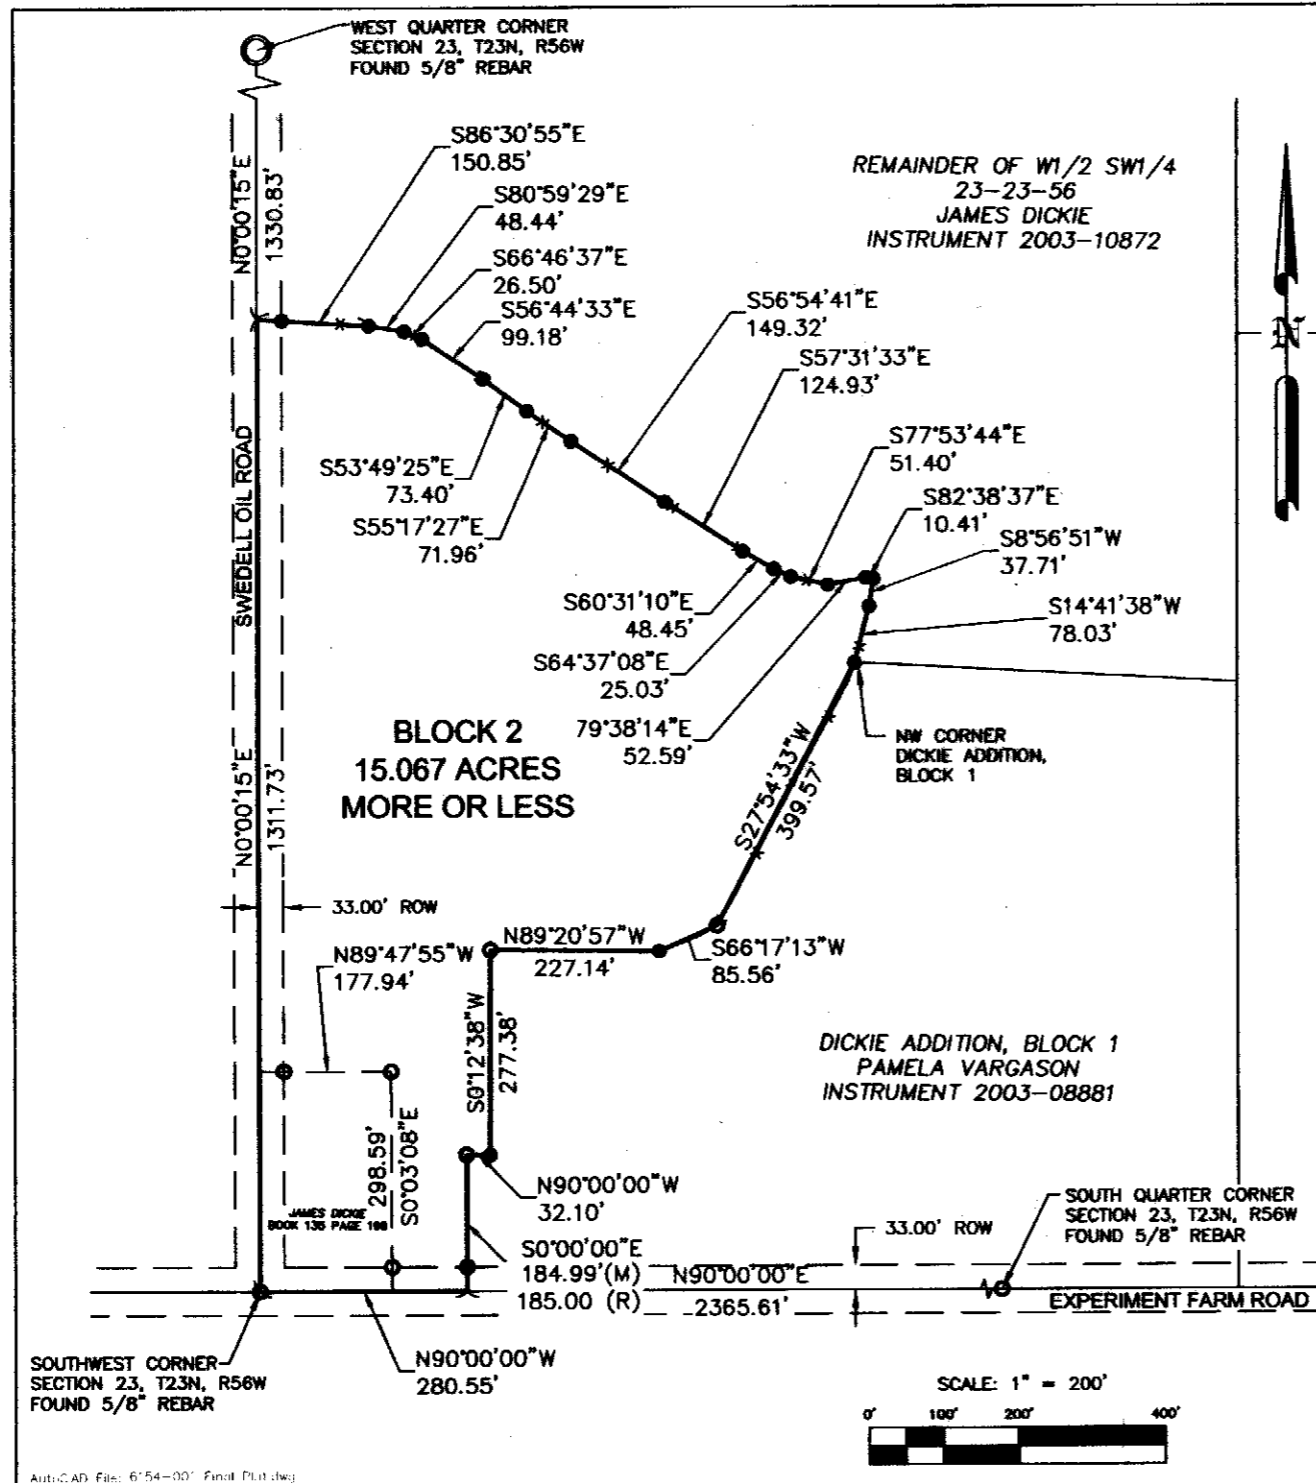 WEST QUARTER CORNER
SECTION 23, T23N, R56W
FOUND 5/8" REBAR
S86°30'55"E
150.85'
S80°59'29"E
48.44'
S66°46'37"E
26.50'
S56°44'33"E
99.18'
N0°00'15"E
1330.83'
REMAINDER OF W1/2 SW1/4
23-23-56
JAMES DICKIE
INSTRUMENT 2003-10872
N
S56°54'41"E
149.32'
S57°31'33"E
124.93'
S77°53'44"E
51.40'
S82°38'37"E
10.41'
S8°56'51"W
37.71'
S14°41'38"W
78.03'
S53°49'25"E
73.40'
S55°17'27"E
71.96'
SWEDELL OIL ROAD
S60°31'10"E
48.45'
S64°37'08"E
25.03'
79°38'14"E
52.59'
BLOCK 2
15.067 ACRES
MORE OR LESS
NW CORNER
DICKIE ADDITION,
BLOCK 1
S27°54'33"W
399.57'
N0°00'15"E
1311.73'
33.00' ROW
N89°47'55"W
177.94'
N89°20'57"W
227.14'
S66°17'13"W
85.56'
S0°12'38"W
277.38'
DICKIE ADDITION, BLOCK 1
PAMELA VARGASON
INSTRUMENT 2003-08881
298.59'
S0°03'08"E
JAMES DICKIE
BOOK 135 PAGE
N90°00'00"W
32.10'
S0°00'00"E
184.99'(M)
185.00 (R)
N90°00'00"E
2365.61'
33.00' ROW
SOUTH QUARTER CORNER
SECTION 23, T23N, R56W
FOUND 5/8" REBAR
EXPERIMENT FARM ROAD
SOUTHWEST CORNER
SECTION 23, T23N, R56W
FOUND 5/8" REBAR
N90°00'00"W
280.55'
SCALE: 1" = 200'
0' 100' 200' 400'
AutoCAD File: Final Plat.dwg